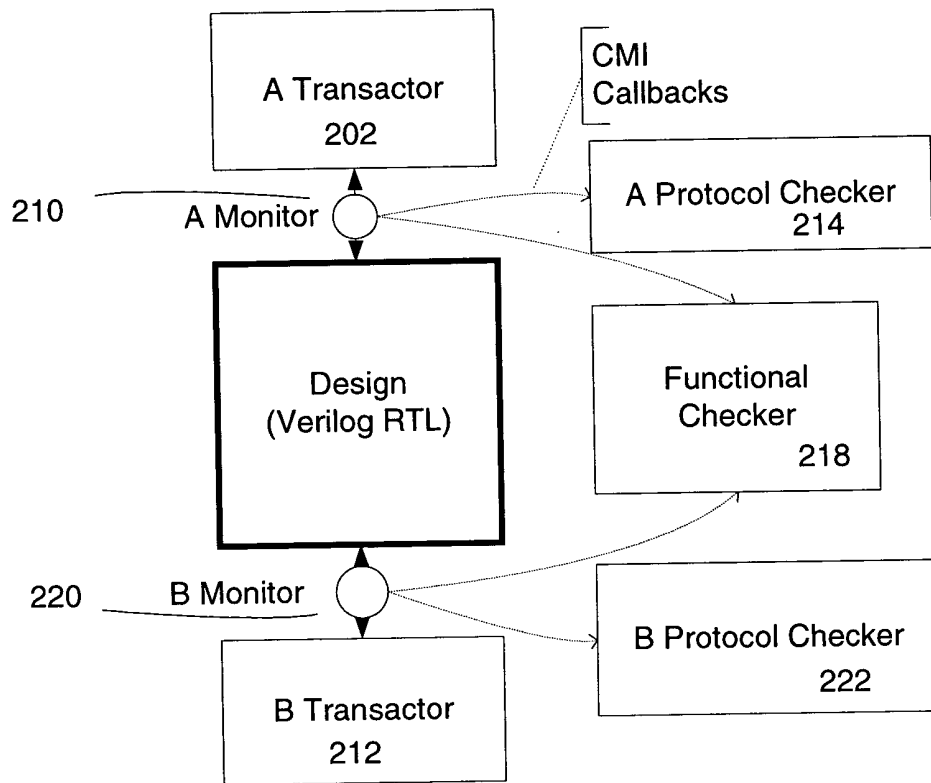 A Transactor
202
CMI
Callbacks
210
A Monitor
A Protocol Checker
214
Design
(Verilog RTL)
Functional
Checker
218
220
B Monitor
B Protocol Checker
222
B Transactor
212